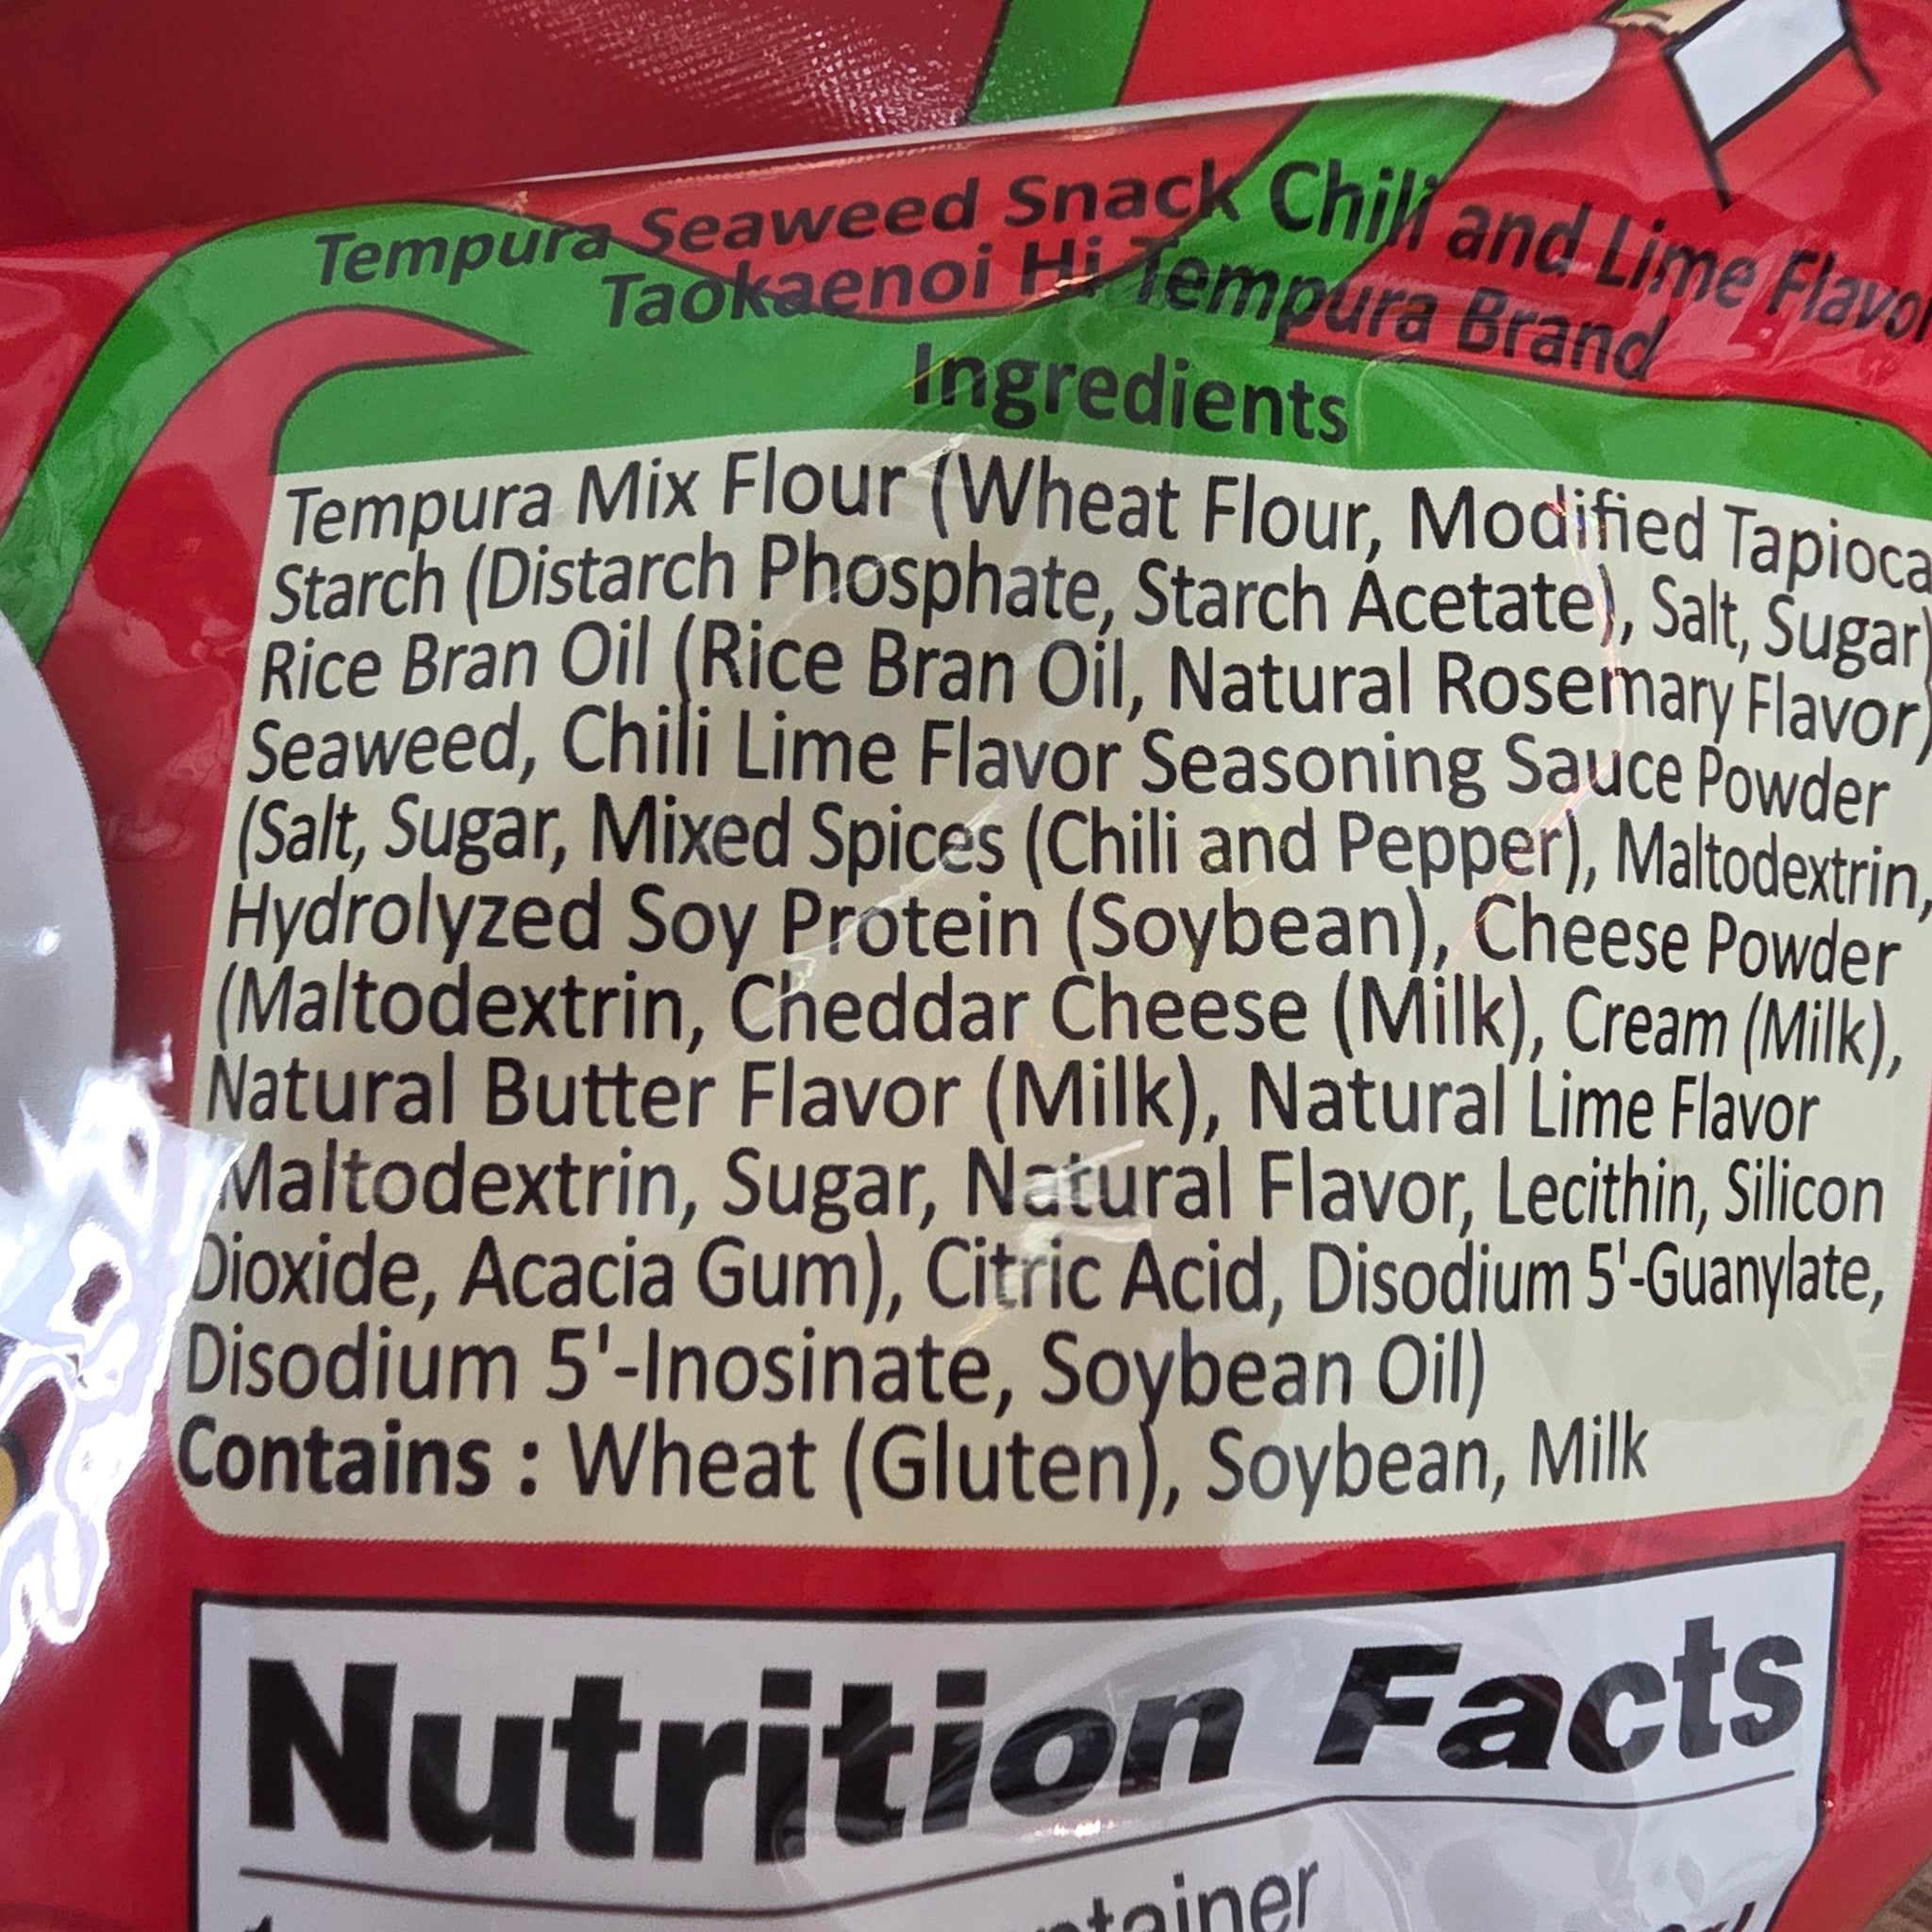 Tempura Seaweed Snack Chili and Lime Flavor
Taokaenoi Hi Tempura Brand
Ingredients
Tempura Mix Flour (Wheat Flour, Modified Tapioca
Starch (Distarch Phosphate, Starch Acetate), Salt, Sugar)
Rice Bran Oil (Rice Bran Oil, Natural Rosemary Flavor)
Seaweed, Chili Lime Flavor Seasoning Sauce Powder
(Salt, Sugar, Mixed Spices (Chili and Pepper), Maltodextrin,
Hydrolyzed Soy Protein (Soybean), Cheese Powder
(Maltodextrin, Cheddar Cheese (Milk), Cream (Milk),
Natural Butter Flavor (Milk), Natural Lime Flavor
Maltodextrin, Sugar, Natural Flavor, Lecithin, Silicon
Dioxide, Acacia Gum), Citric Acid, Disodium 5'-Guanylate,
Disodium 5'-Inosinate, Soybean Oil)
Contains : Wheat (Gluten), Soybean, Milk
Nutrition Facts